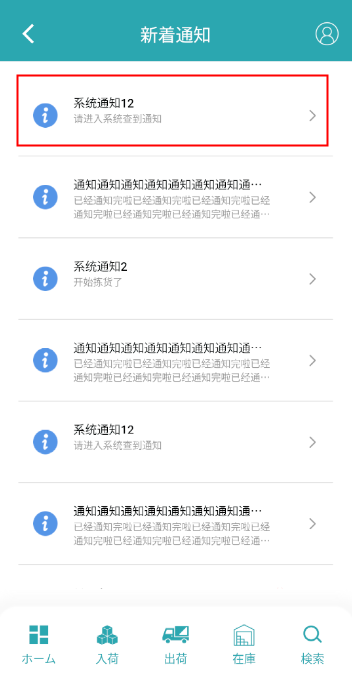 新着通知
系统通知12
请进入系统查到通知
通知通知通知通知通知通知通知通…
已经通知完啦已经通知完啦已经通知完啦已经
通知完啦已经通知完啦已经通知完啦已经通…
系统通知2
开始拣货了
通知通知通知通知通知通知通知通…
已经通知完啦已经通知完啦已经通知完啦已经
通知完啦已经通知完啦已经通知完啦已经通…
系统通知12
请进入系统查到通知
通知通知通知通知通知通知通知通…
已经通知完啦已经通知完啦已经通知完啦已经
通知完啦已经通知完啦已经通知完啦已经通…
ホーム 入荷 出荷 在庫 検索